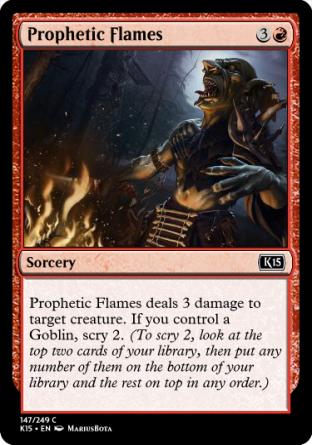 Prophetic Flames 3
Sorcery K15
Prophetic Flames deals 3 damage to
target creature. If you control a
Goblin, scry 2. (To scry 2, look at the
top two cards of your library, then put any
number of them on the bottom of your
library and the rest on top in any order.)
147/249 C
K15 • EN MariusBota